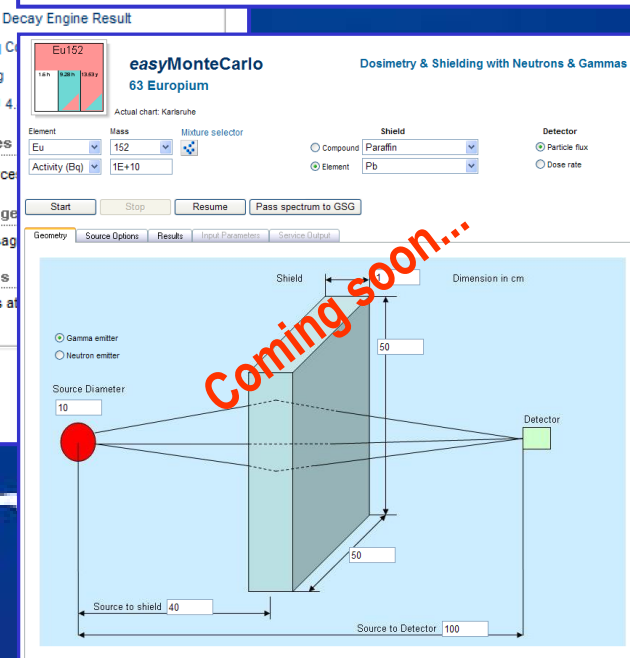 Decay Engine Result
Eu152
1.6 h 9.28 h 13.53 y
easyMonteCarlo
63 Europium
Dosimetry & Shielding with Neutrons & Gammas
Actual chart: Karlsruhe
Element Mass Mixture selector Shield Detector
Eu 152 Compound Paraffin Particle flux
Activity (Bq) 1E+10 Element Pb Dose rate
Start Stop Resume Pass spectrum to GSG
Geometry Source Options Results Input Parameters Service Output
Coming soon...
Shield 1 Dimension in cm
Gamma emitter
Neutron emitter
50
Source Diameter
10
Detector
50
Source to shield 40
Source to Detector 100